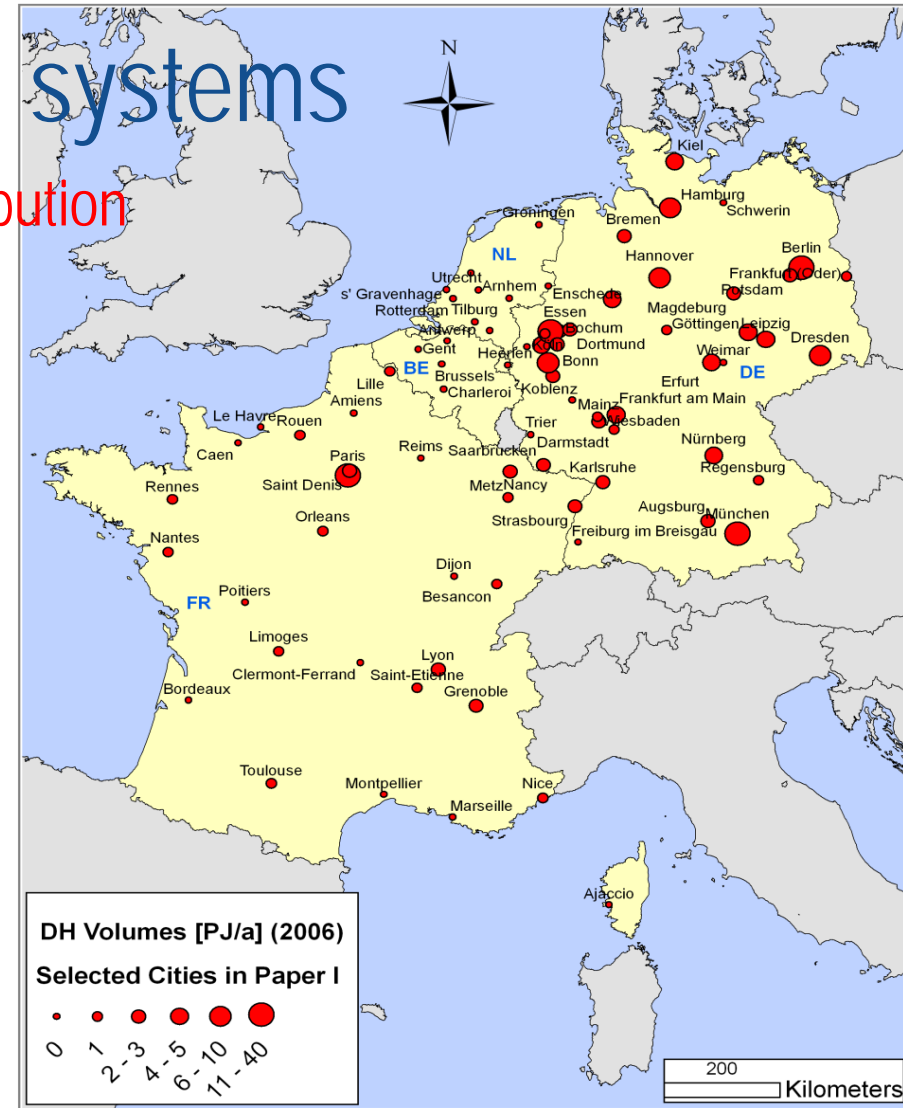 systems
bution
N
Kiel
Hamburg
Schwerin
Groningen
Bremen
Hannover
Berlin
NL
Frankfurt (Oder)
Utrecht
Arnhem
Enschede
Potsdam
s' Gravenhage
Rotterdam
Tilburg
Essen
Magdeburg
Antwerp
Bochum
Göttingen
Leipzig
Gent
Heerlen
Köln
Dortmund
Dresden
BE
Bonn
Weimar
DE
Lille
Brussels
Koblenz
Erfurt
Charleroi
Amiens
Mainz
Frankfurt am Main
Le Havre
Rouen
Trier
Wiesbaden
Caen
Reims
Saarbrücken
Darmstadt
Nürnberg
Paris
Karlsruhe
Regensburg
Rennes
Saint Denis
Metz
Nancy
Augsburg
München
Orleans
Strasbourg
Freiburg im Breisgau
Nantes
Dijon
Poitiers
Besancon
FR
Limoges
Lyon
Clermont-Ferrand
Saint-Etienne
Bordeaux
Grenoble
Toulouse
Montpellier
Nice
Marseille
Ajaccio
DH Volumes [PJ/a] (2006)
Selected Cities in Paper I
0
1
2 - 3
4 - 5
6 - 10
11 - 40
200
Kilometers